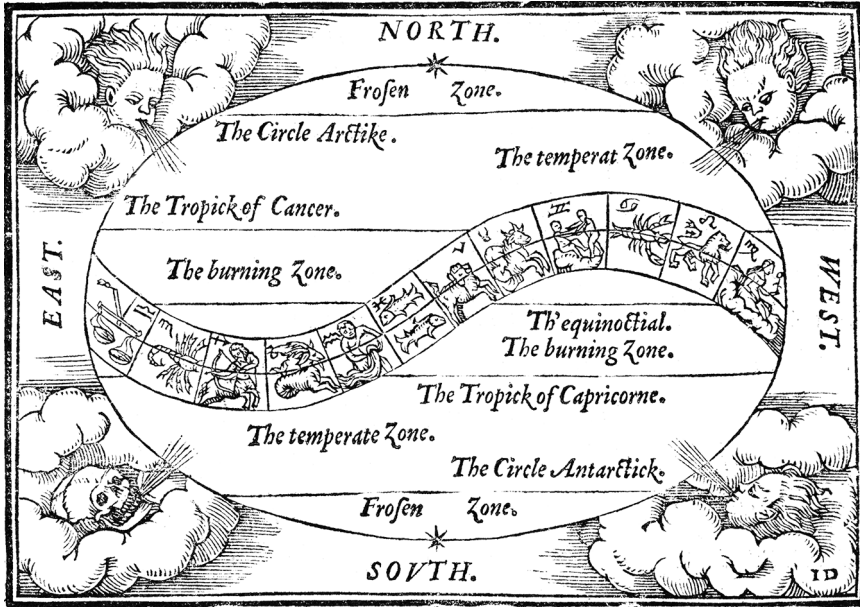 NORTH.
Froſen Zone.
The Circle Arctike.
The temperat Zone.
The Tropick of Cancer.
The burning Zone.
EAST.
WEST.
Th'equinoctial.
The burning Zone.
The Tropick of Capricorne.
The temperate Zone.
The Circle Antarctick.
Froſen Zone.
SOVTH.
ID